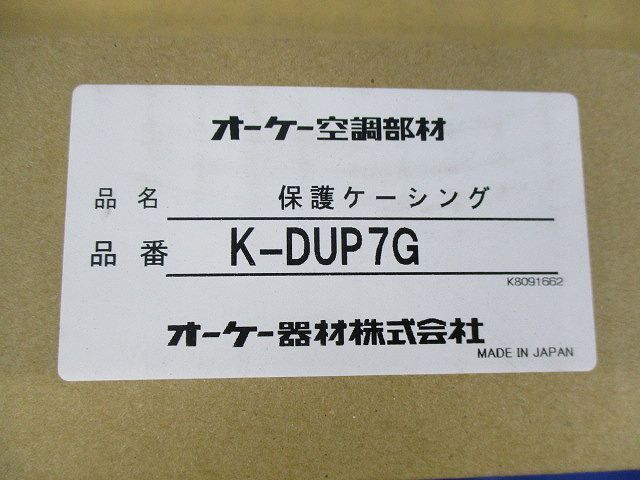 オーケー空調部材
品名 保護ケーシング
品番 K-DUP7G
K8091662
オーケー器材株式会社
MADE IN JAPAN